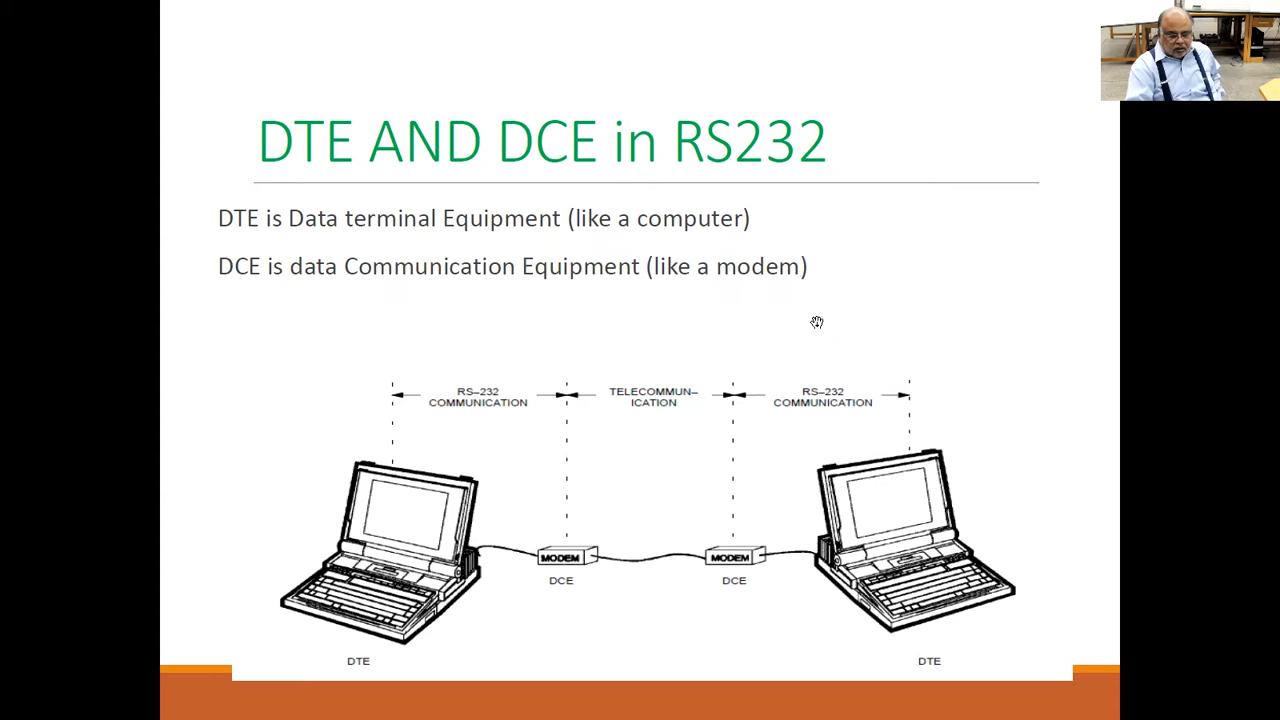 DTE AND DCE in RS232
DTE is Data terminal Equipment (like a computer)
DCE is data Communication Equipment (like a modem)
RS–232
COMMUNICATION
TELECOMMUN–
ICATION
RS–232
COMMUNICATION
MODEM
MODEM
DCE
DCE
DTE
DTE